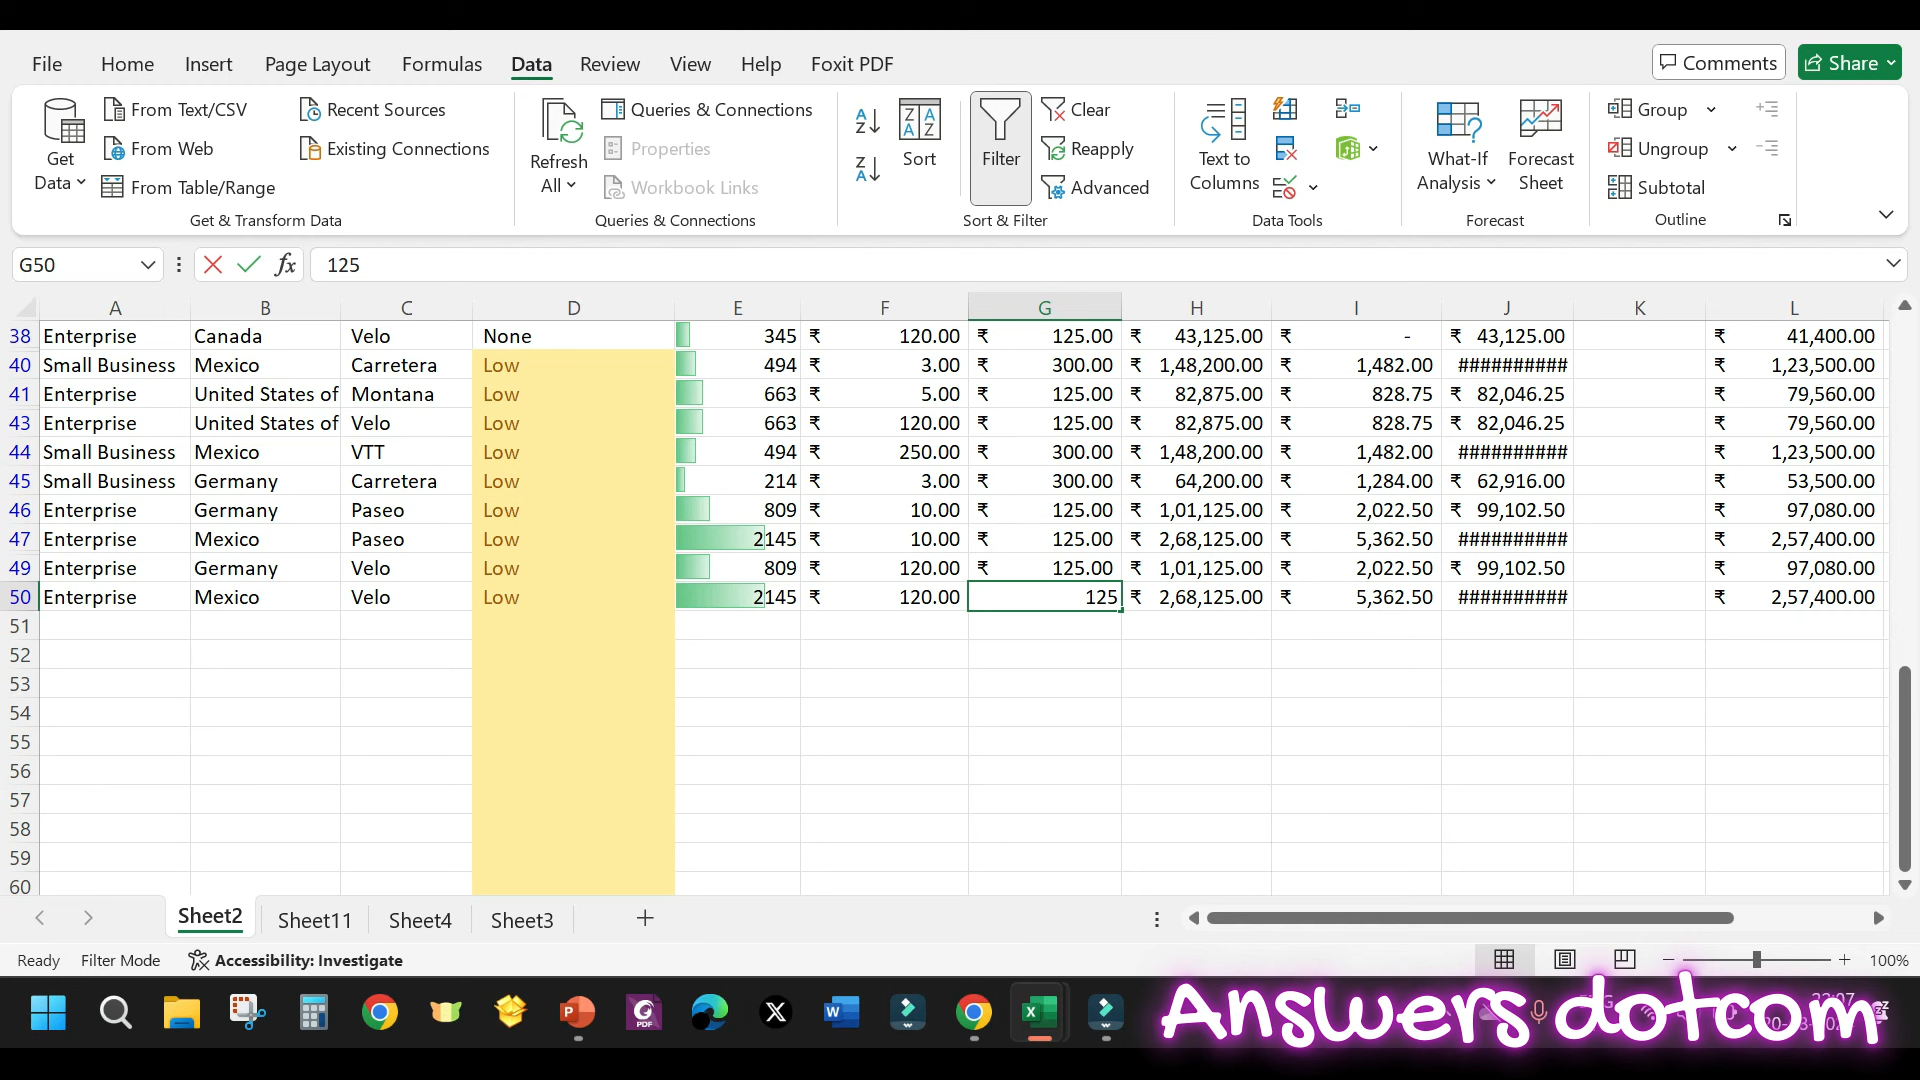 File Home Insert Page Layout Formulas Data Review View Help Foxit PDF Comments Share
From Text/CSV Recent Sources Queries & Connections Clear Group
From Web Existing Connections Properties Reapply Ungroup
From Table/Range Workbook Links Advanced Subtotal
Get Data Refresh All Sort Filter Text to Columns What-If Analysis Forecast Sheet
Get & Transform Data Queries & Connections Sort & Filter Data Tools Forecast Outline
G50 fx 125
A B C D E F G H I J K L
38 Enterprise Canada Velo None 345 ₹ 120.00 ₹ 125.00 ₹ 43,125.00 ₹ - ₹ 43,125.00 ₹ 41,400.00
40 Small Business Mexico Carretera Low 494 ₹ 3.00 ₹ 300.00 ₹ 1,48,200.00 ₹ 1,482.00 ########## ₹ 1,23,500.00
41 Enterprise United States of Montana Low 663 ₹ 5.00 ₹ 125.00 ₹ 82,875.00 ₹ 828.75 ₹ 82,046.25 ₹ 79,560.00
43 Enterprise United States of Velo Low 663 ₹ 120.00 ₹ 125.00 ₹ 82,875.00 ₹ 828.75 ₹ 82,046.25 ₹ 79,560.00
44 Small Business Mexico VTT Low 494 ₹ 250.00 ₹ 300.00 ₹ 1,48,200.00 ₹ 1,482.00 ########## ₹ 1,23,500.00
45 Small Business Germany Carretera Low 214 ₹ 3.00 ₹ 300.00 ₹ 64,200.00 ₹ 1,284.00 ₹ 62,916.00 ₹ 53,500.00
46 Enterprise Germany Paseo Low 809 ₹ 10.00 ₹ 125.00 ₹ 1,01,125.00 ₹ 2,022.50 ₹ 99,102.50 ₹ 97,080.00
47 Enterprise Mexico Paseo Low 2145 ₹ 10.00 ₹ 125.00 ₹ 2,68,125.00 ₹ 5,362.50 ########## ₹ 2,57,400.00
49 Enterprise Germany Velo Low 809 ₹ 120.00 ₹ 125.00 ₹ 1,01,125.00 ₹ 2,022.50 ₹ 99,102.50 ₹ 97,080.00
50 Enterprise Mexico Velo Low 2145 ₹ 120.00 125 ₹ 2,68,125.00 ₹ 5,362.50 ########## ₹ 2,57,400.00
51
52
53
54
55
56
57
58
59
60
Sheet2 Sheet11 Sheet4 Sheet3
Ready Filter Mode Accessibility: Investigate 100%
Answers dotcom